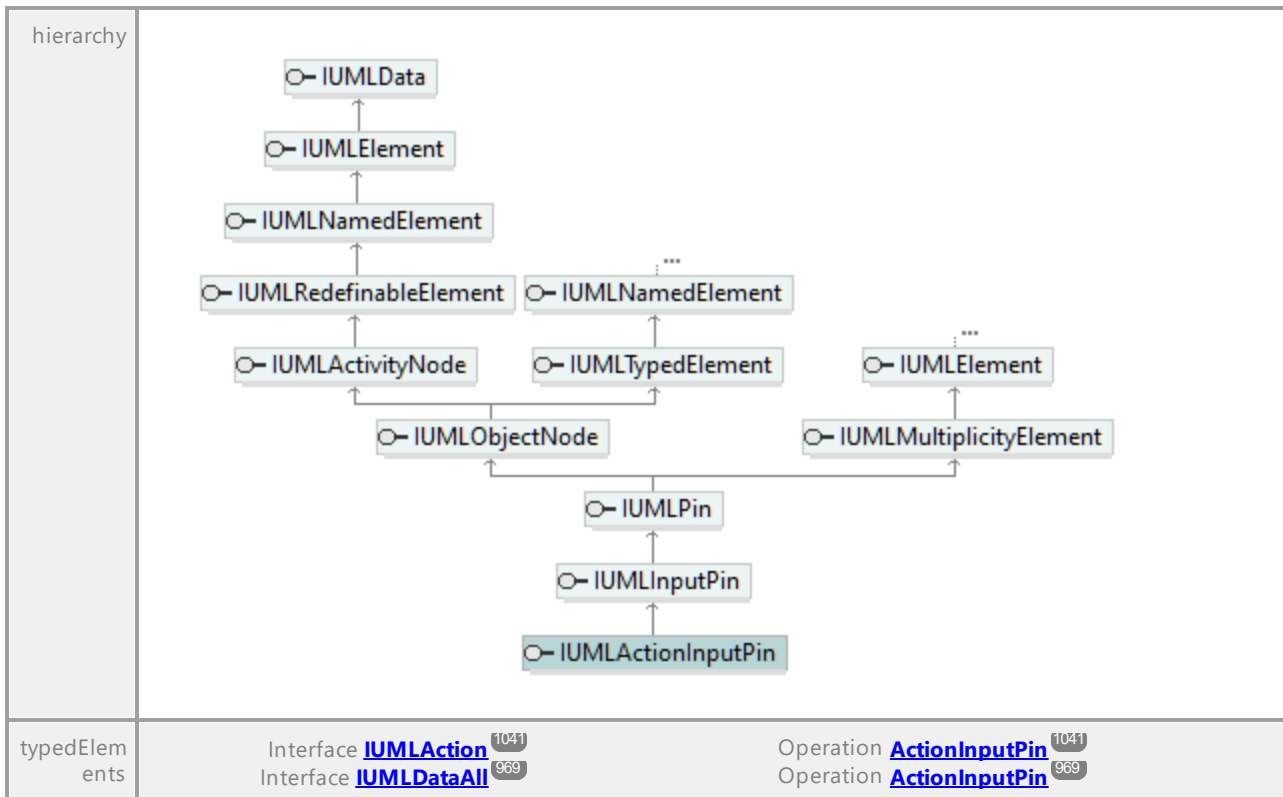 hierarchy
IUMLData
IUMLElement
IUMLNamedElement
IUMLRedefinableElement
IUMLNamedElement
IUMLActivityNode
IUMLTypedElement
IUMLElement
IUMLObjectNode
IUMLMultiplicityElement
IUMLPin
IUMLInputPin
IUMLActionInputPin
typedElem
ents
Interface IUMLAction 1041
Operation ActionInputPin 1041
Interface IUMLDataAll 969
Operation ActionInputPin 969